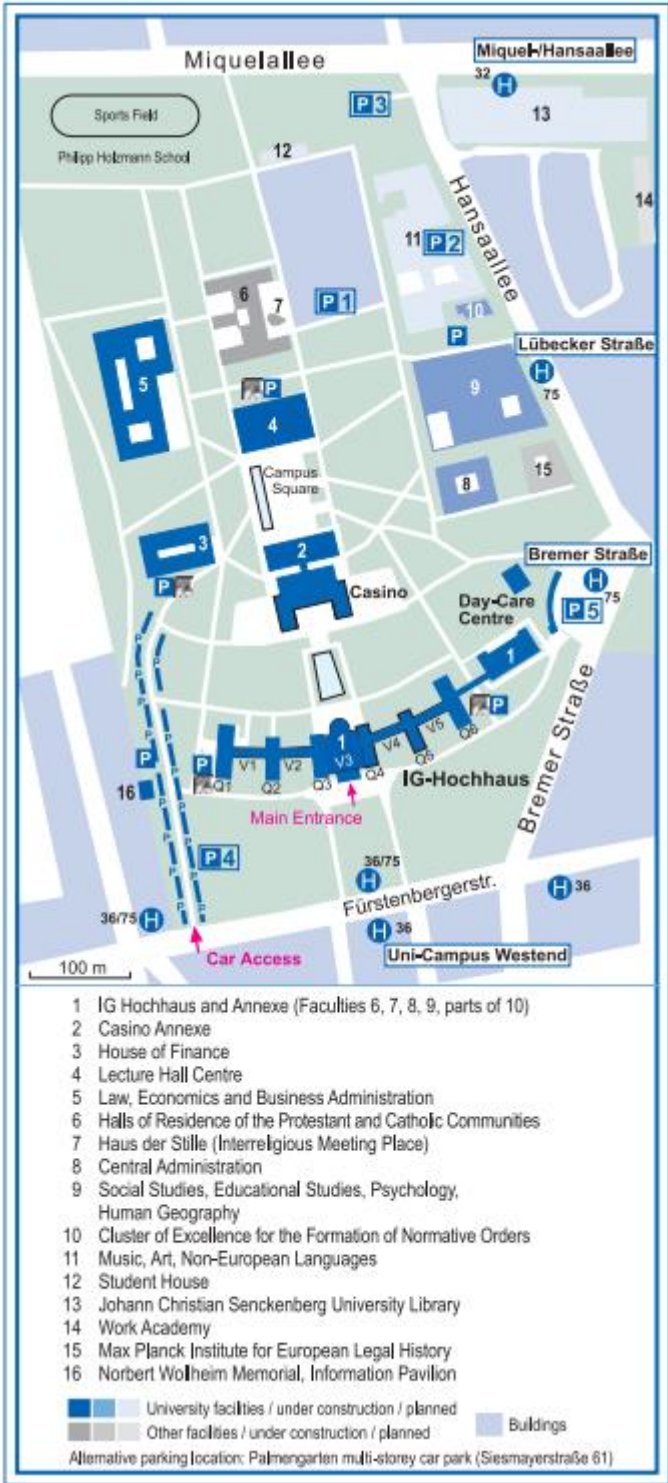 Miquelallee
Miquel-/Hansaallee
32
H
13
P 3
Sports Field
Philipp Holzmann School
12
14
Hansaallee
11
P 2
6
7
P 1
10
P
Lübecker Straße
H
75
5
P
4
9
Campus
Square
8
15
3
2
P
Casino
Bremer Straße
H
75
Day-Care
Centre
P 5
1
P
P
P
V1
V2
1
V3
V4
V5
Q1
Q2
Q3
Q4
Q5
Q6
16
IG-Hochhaus
Bremer Straße
Main Entrance
P 4
36/75
H
Fürstenbergerstr.
H
36
36/75
H
H
36
Uni-Campus Westend
Car Access
100 m
1 IG Hochhaus and Annexe (Faculties 6, 7, 8, 9, parts of 10)
2 Casino Annexe
3 House of Finance
4 Lecture Hall Centre
5 Law, Economics and Business Administration
6 Halls of Residence of the Protestant and Catholic Communities
7 Haus der Stille (Interreligious Meeting Place)
8 Central Administration
9 Social Studies, Educational Studies, Psychology,
Human Geography
10 Cluster of Excellence for the Formation of Normative Orders
11 Music, Art, Non-European Languages
12 Student House
13 Johann Christian Senckenberg University Library
14 Work Academy
15 Max Planck Institute for European Legal History
16 Norbert Wollheim Memorial, Information Pavilion
University facilities / under construction / planned
Other facilities / under construction / planned
Buildings
Alternative parking location: Palmengarten multi-storey car park (Siesmayerstraße 61)